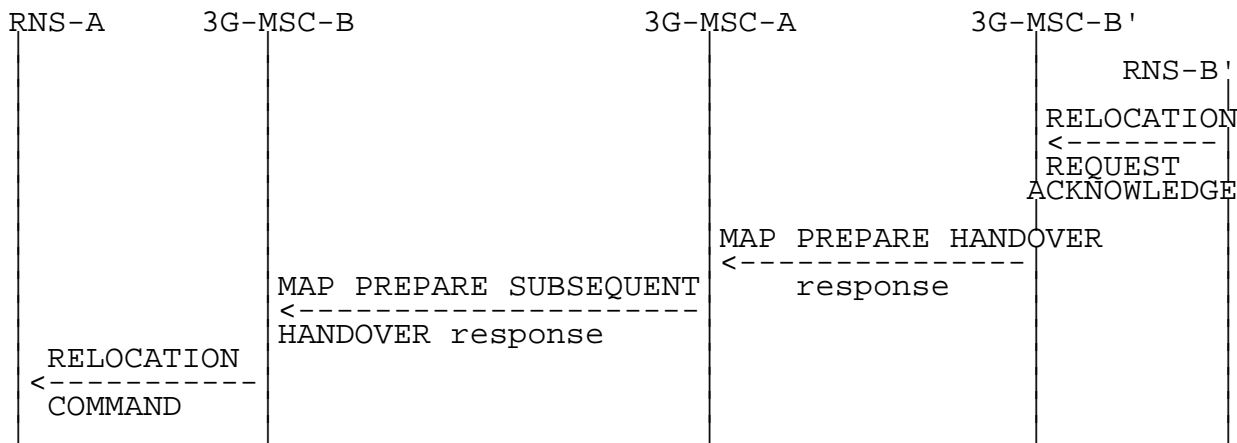 RNS-A 3G-MSC-B 3G-MSC-A 3G-MSC-B'
RNS-B'
RELOCATION
REQUEST
ACKNOWLEDGE
MAP PREPARE HANDOVER
response
MAP PREPARE SUBSEQUENT
HANDOVER response
RELOCATION
COMMAND